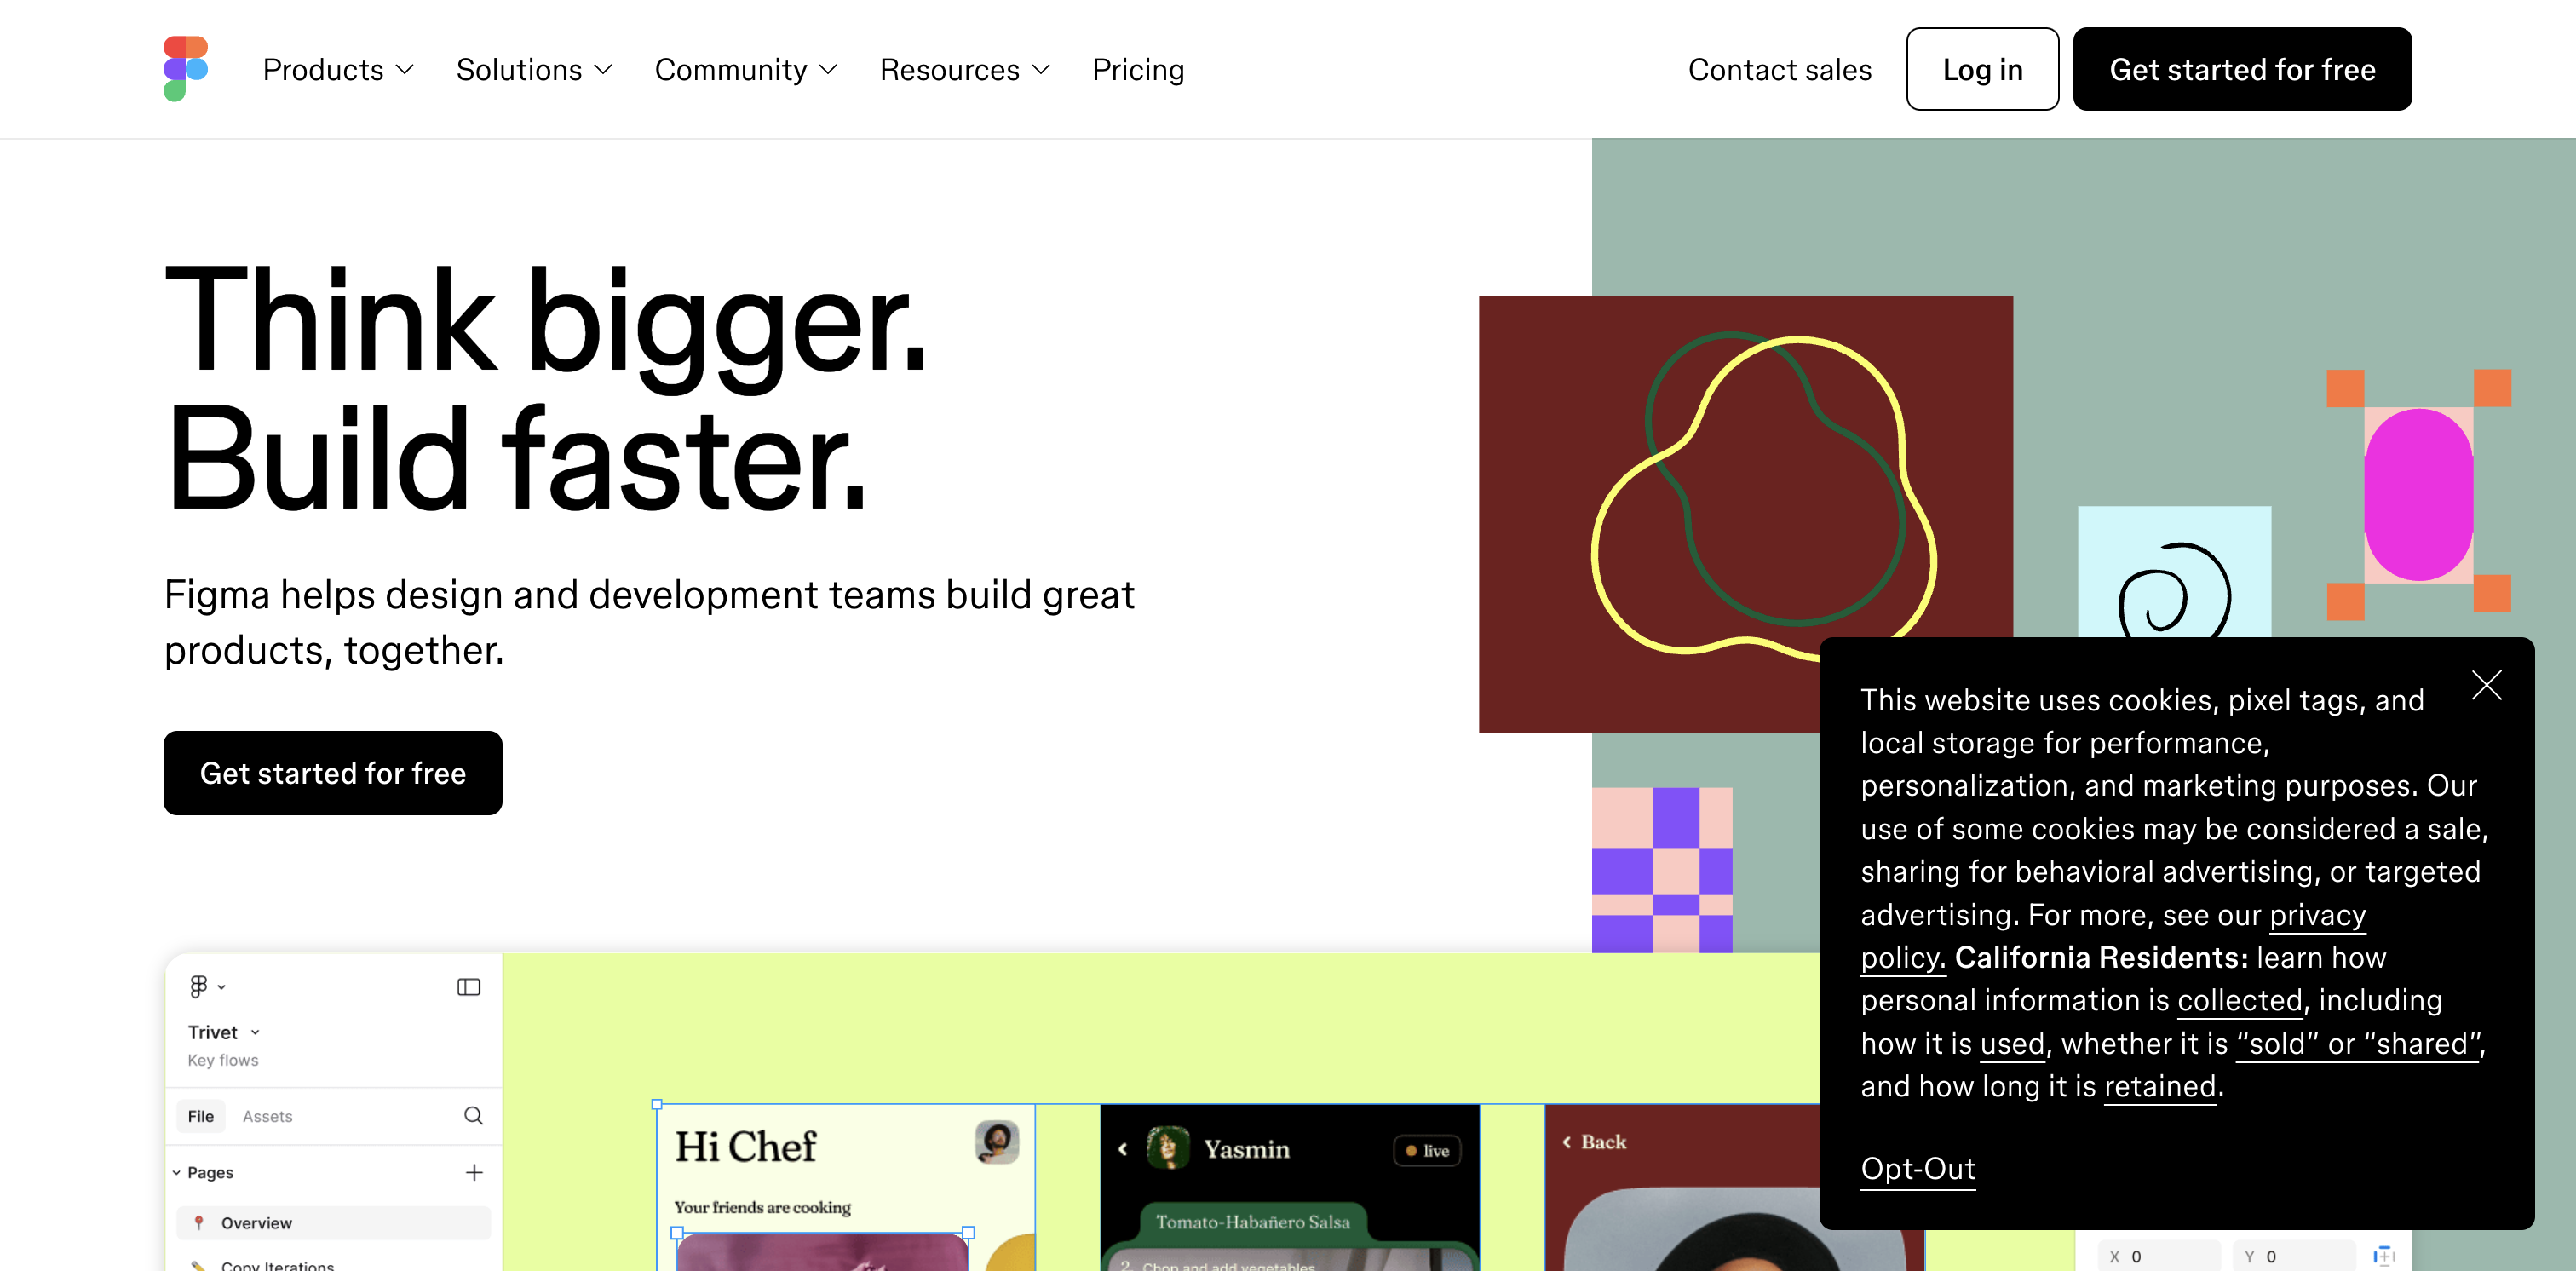 Products
Solutions
Community
Resources
Pricing
Contact sales
Log in
Get started for free
Think bigger.
Build faster.
Figma helps design and development teams build great
products, together.
Get started for free
This website uses cookies, pixel tags, and
local storage for performance,
personalization, and marketing purposes. Our
use of some cookies may be considered a sale,
sharing for behavioral advertising, or targeted
advertising. For more, see our privacy
policy. California Residents: learn how
personal information is collected, including
how it is used, whether it is “sold” or “shared”,
and how long it is retained.
Opt-Out
Trivet
Key flows
File
Assets
Pages
Overview
Copy Iterations
Hi Chef
Your friends are cooking
Yasmin
live
Tomato-Habañero Salsa
2. Chop and add vegetables
Back
X 0
Y 0